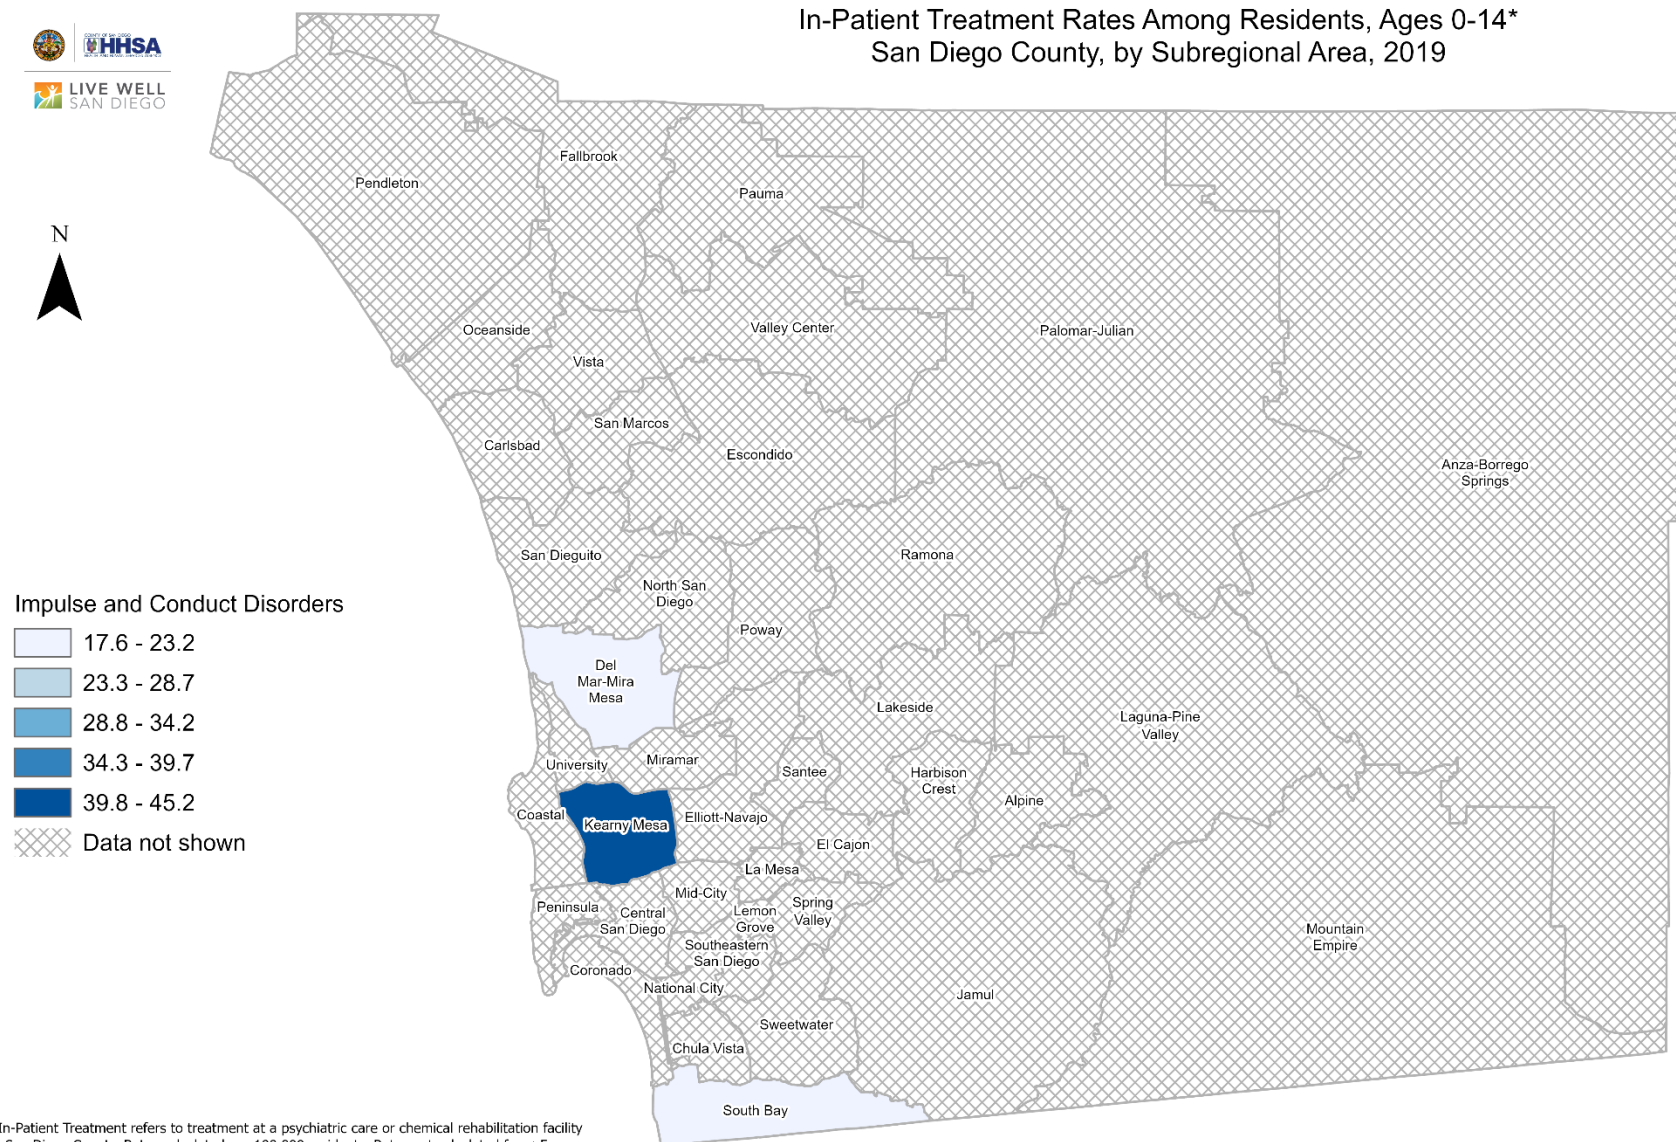 In-Patient Treatment Rates Among Residents, Ages 0-14*
San Diego County, by Subregional Area, 2019
HHSA
LIVE WELL
SAN DIEGO
N
Fallbrook
Pendleton
Pauma
Oceanside
Valley Center
Palomar-Julian
Vista
San Marcos
Carlsbad
Escondido
Anza-Borrego
Springs
San Dieguito
Ramona
North San
Diego
Poway
Impulse and Conduct Disorders
17.6 - 23.2
23.3 - 28.7
28.8 - 34.2
34.3 - 39.7
39.8 - 45.2
Data not shown
Del
Mar-Mira
Mesa
Lakeside
Laguna-Pine
Valley
University
Miramar
Santee
Harbison
Crest
Alpine
Coastal
Kearny Mesa
Elliott-Navajo
El Cajon
La Mesa
Mid-City
Peninsula
Central
San Diego
Lemon
Grove
Spring
Valley
Southeastern
San Diego
Mountain
Empire
Coronado
National City
Jamul
Sweetwater
Chula Vista
South Bay
In-Patient Treatment refers to treatment at a psychiatric care or chemical rehabilitation facility